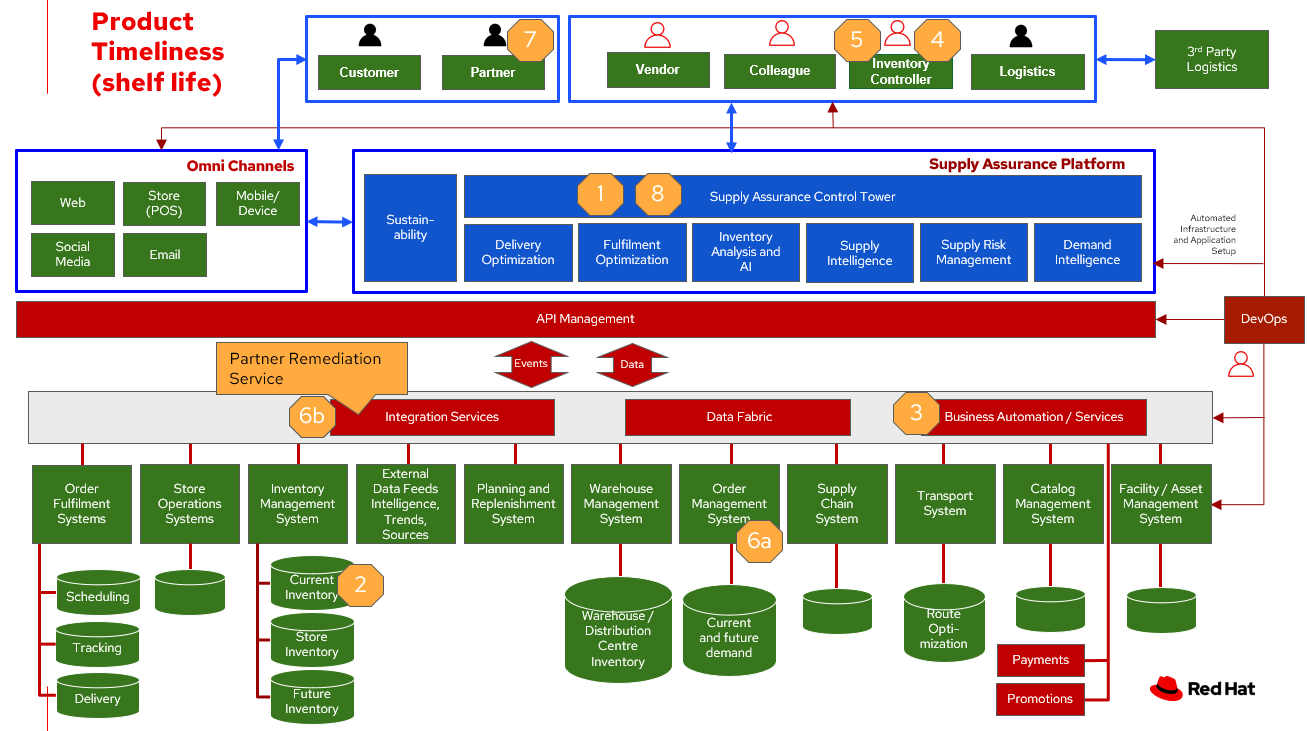 Product
Timeliness
(shelf life)
7
Customer
Partner
5
4
Vendor
Colleague
Inventory
Controller
Logistics
3rd Party
Logistics
Omni Channels
Web
Store
(POS)
Mobile/
Device
Social
Media
Email
Supply Assurance Platform
Sustain-
ability
1
8
Supply Assurance Control Tower
Delivery
Optimization
Fulfilment
Optimization
Inventory
Analysis and
AI
Supply
Intelligence
Supply Risk
Management
Demand
Intelligence
Automated
Infrastructure
and Application
Setup
API Management
DevOps
Partner Remediation
Service
Events
Data
6b
Integration Services
Data Fabric
3
Business Automation / Services
Order
Fulfilment
Systems
Store
Operations
Systems
Inventory
Management
System
External
Data Feeds
Intelligence,
Trends,
Sources
Planning and
Replenishment
System
Warehouse
Management
System
Order
Management
System
Supply
Chain
System
Transport
System
Catalog
Management
System
Facility / Asset
Management
System
6a
Scheduling
Tracking
Delivery
Current
Inventory
2
Store
Inventory
Future
Inventory
Warehouse /
Distribution
Centre
Inventory
Current
and future
demand
Route
Opti-
mization
Payments
Promotions
Red Hat